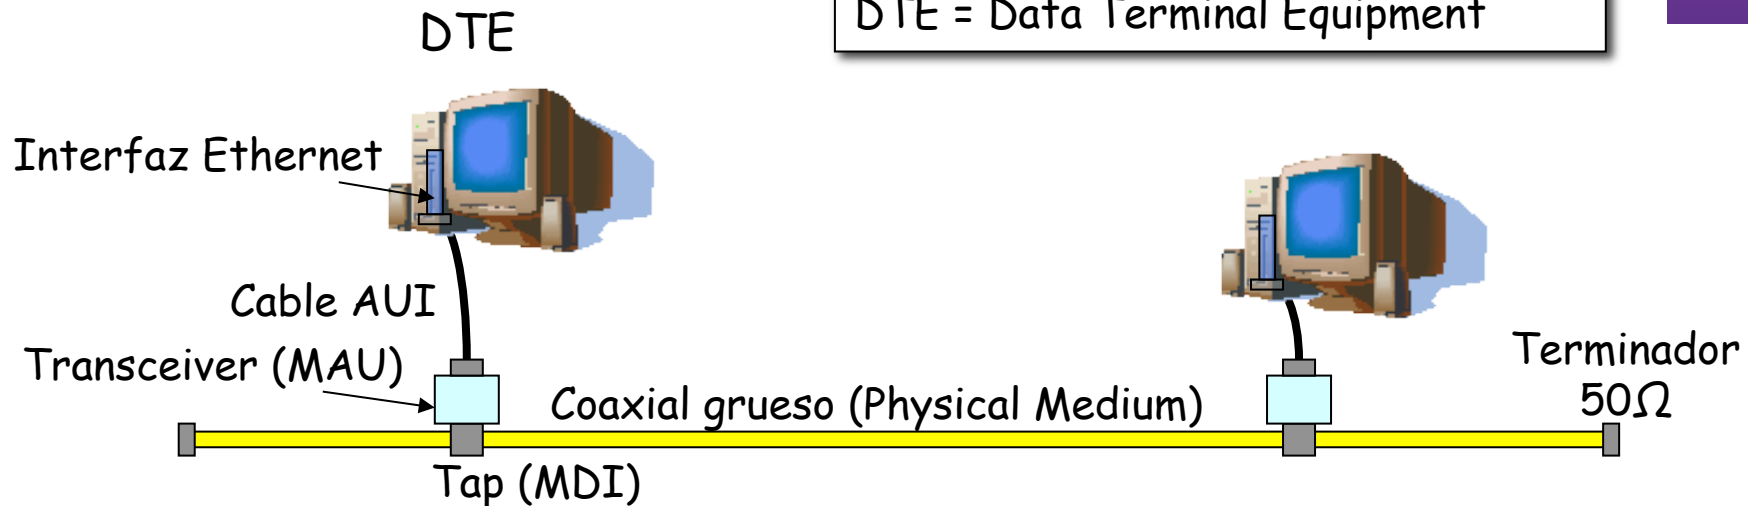 DTE = Data Terminal Equipment
DTE
Interfaz Ethernet
Cable AUI
Transceiver (MAU)
Coaxial grueso (Physical Medium)
Terminador
50Ω
Tap (MDI)